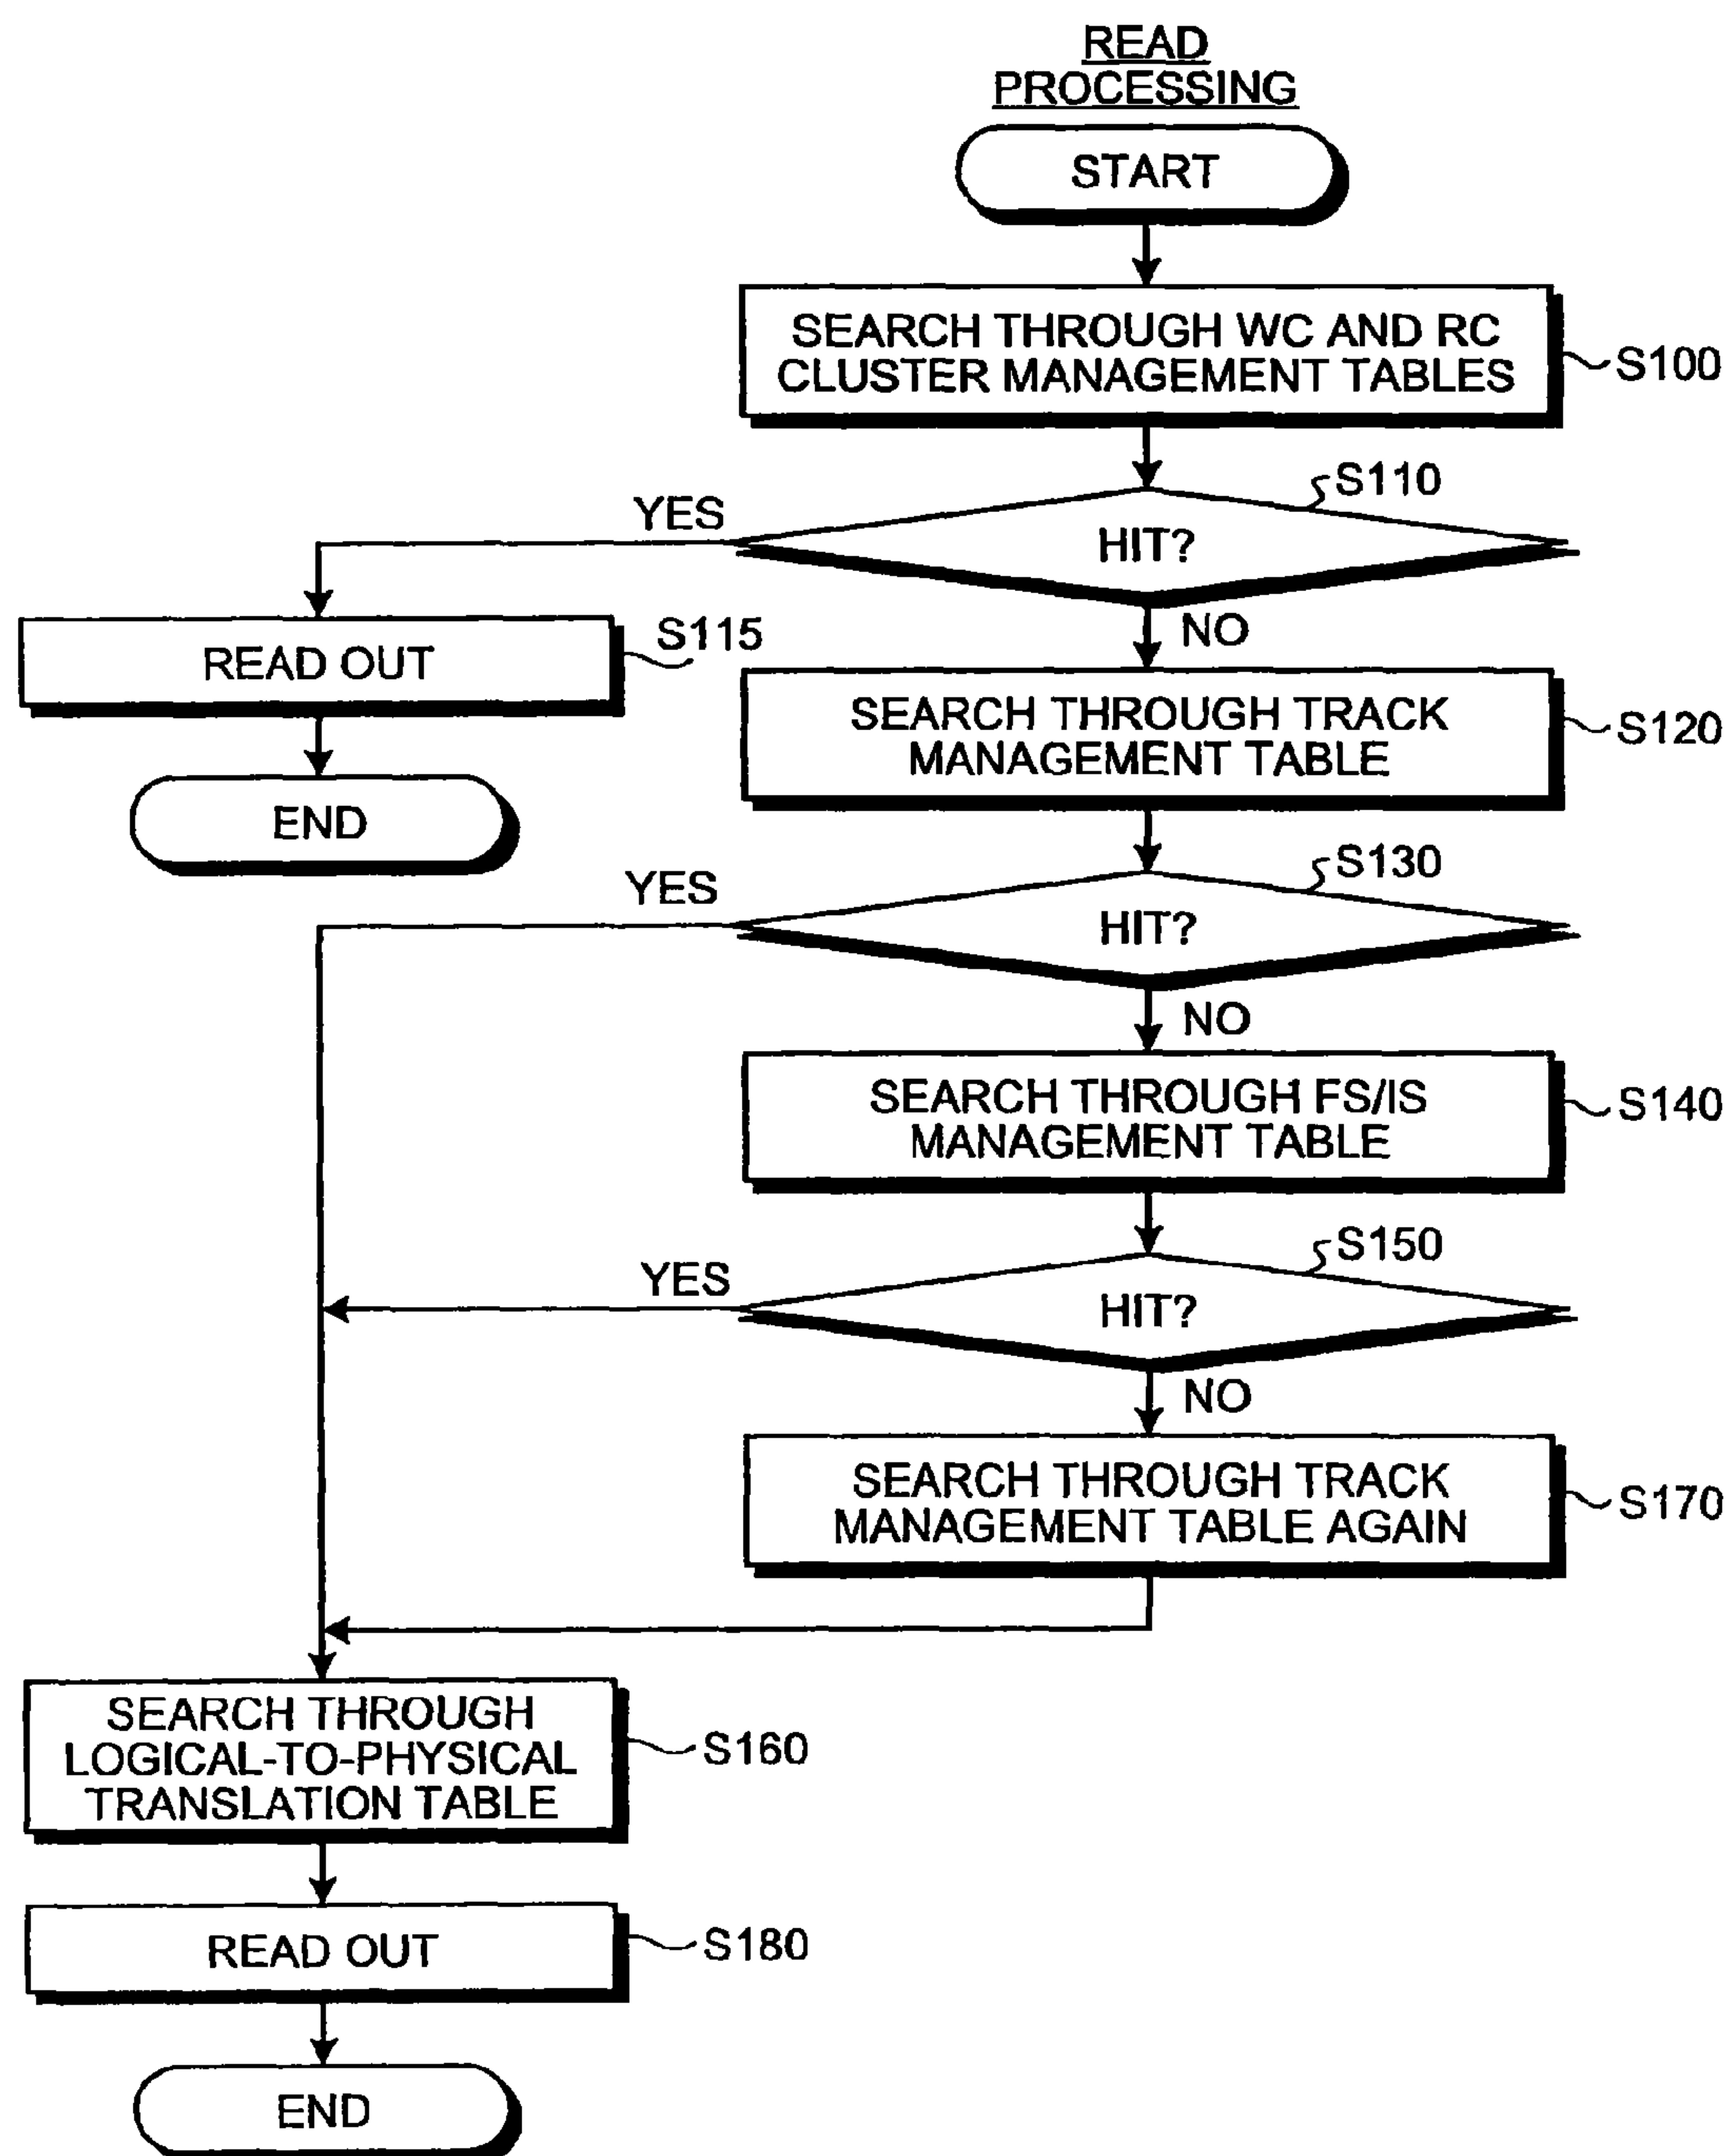 READ
PROCESSING
START
SEARCH THROUGH WC AND RC
CLUSTER MANAGEMENT TABLES
S100
S110
YES
HIT?
NO
READ OUT
S115
END
SEARCH THROUGH TRACK
MANAGEMENT TABLE
S120
S130
YES
HIT?
NO
SEARCH THROUGH FS/IS
MANAGEMENT TABLE
S140
S150
YES
HIT?
NO
SEARCH THROUGH TRACK
MANAGEMENT TABLE AGAIN
S170
SEARCH THROUGH
LOGICAL-TO-PHYSICAL
TRANSLATION TABLE
S160
READ OUT
S180
END